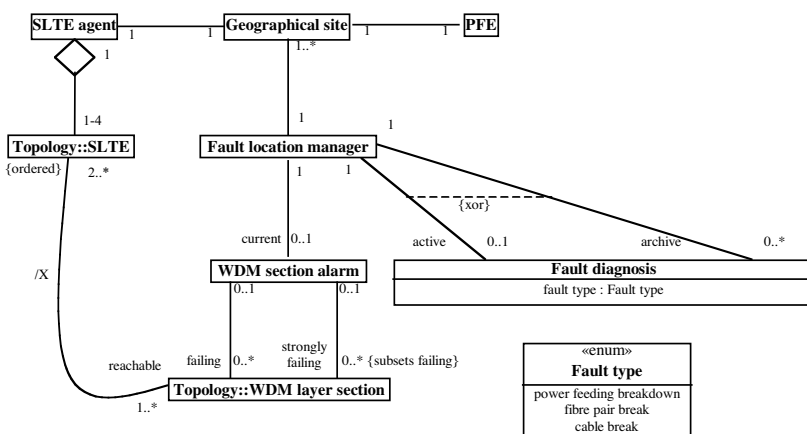 SLTE agent
1
1
Geographical site
1
1
PFE
1
1..*
1-4
1
1
Topology::SLTE
Fault location manager
{ordered}
2..*
1
1
{xor}
current
0..1
active
0..1
archive
0..*
WDM section alarm
Fault diagnosis
fault type : Fault type
/X
0..1
0..1
reachable
failing
0..*
strongly
failing
0..* {subsets failing}
Topology::WDM layer section
1..*
«enum»
Fault type
power feeding breakdown
fibre pair break
cable break